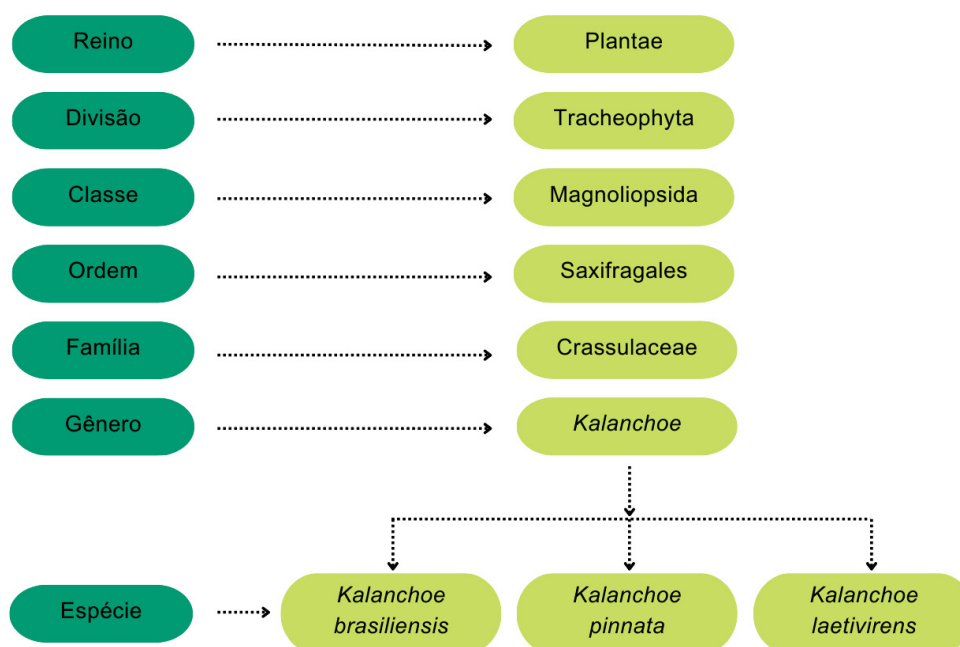 Reino
Plantae
Divisão
Tracheophyta
Classe
Magnoliopsida
Ordem
Saxifragales
Família
Crassulaceae
Gênero
Kalanchoe
Espécie
Kalanchoe
brasiliensis
Kalanchoe
pinnata
Kalanchoe
laetivirens